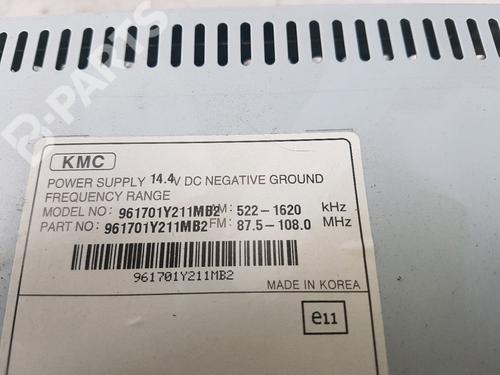 B-PARTS
KMC
POWER SUPPLY 14.4V DC NEGATIVE GROUND
FREQUENCY RANGE
MODEL NO: 961701Y211MB2 AM: 522-1620 kHz
PART NO: 961701Y211MB2 FM: 87.5-108.0 MHz
961701Y211MB2
MADE IN KOREA
e11